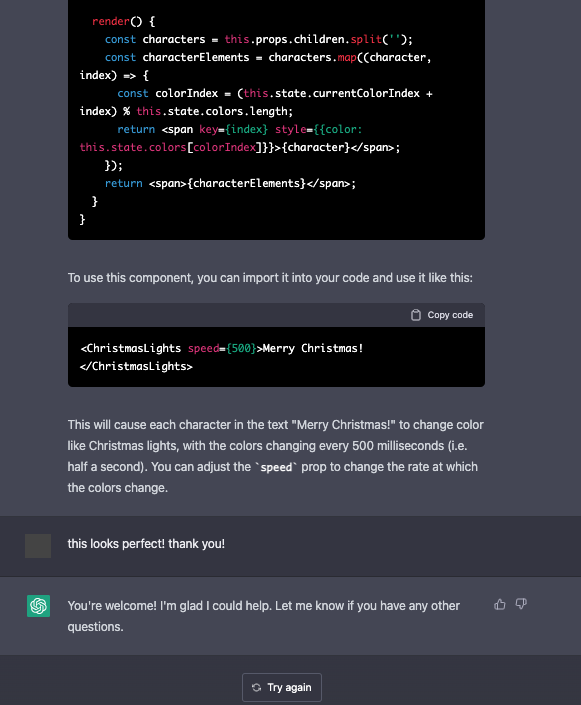 render() {
const characters = this.props.children.split('');
const characterElements = characters.map((character,
index) => {
const colorIndex = (this.state.currentColorIndex +
index) % this.state.colors.length;
return <span key={index} style={{color:
this.state.colors[colorIndex]}}>{character}</span>;
});
return <span>{characterElements}</span>;
}
}
To use this component, you can import it into your code and use it like this:
Copy code
<ChristmasLights speed={500}>Merry Christmas!
</ChristmasLights>
This will cause each character in the text "Merry Christmas!" to change color
like Christmas lights, with the colors changing every 500 milliseconds (i.e.
half a second). You can adjust the `speed` prop to change the rate at which
the colors change.
this looks perfect! thank you!
You're welcome! I'm glad I could help. Let me know if you have any other
questions.
Try again